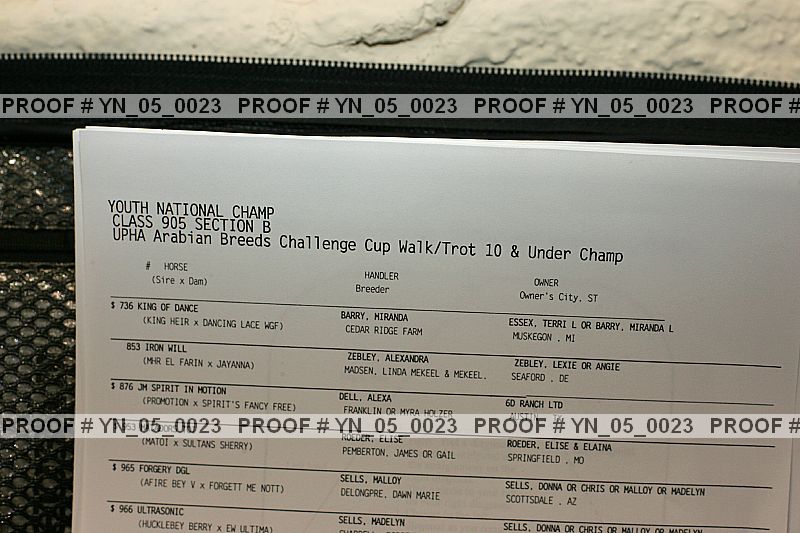 PROOF # YN_05_0023 PROOF # YN_05_0023 PROOF # YN_05_0023 PROOF #
YOUTH NATIONAL CHAMP
CLASS 905 SECTION B
UPHA Arabian Breeds Challenge Cup Walk/Trot 10 & Under Champ
# HORSE HANDLER OWNER
(Sire x Dam) Breeder Owner's City, ST
$ 736 KING OF DANCE BARRY, MIRANDA ESSEX, TERRI L OR BARRY, MIRANDA L
(KING HEIR x DANCING LACE WGF) CEDAR RIDGE FARM MUSKEGON , MI
853 IRON WILL ZEBLEY, ALEXANDRA ZEBLEY, LEXIE OR ANGIE
(MHR EL FARIN x JAYANNA) MADSEN, LINDA MEKEEL & MEKEEL, SEAFORD , DE
$ 876 JM SPIRIT IN MOTION DELL, ALEXA 6D RANCH LTD
(PROMOTION x SPIRIT'S FANCY FREE) FRANKLIN OR MYRA HOLZER AUSTIN
PROOF # YN_05_0023 PROOF # YN_05_0023 PROOF # YN_05_0023 PROOF #
ROEDER, ELISE ROEDER, ELISE & ELAINA
(MATOI x SULTANS SHERRY) PEMBERTON, JAMES OR GAIL SPRINGFIELD , MO
$ 965 FORGERY DGL SELLS, MALLOY SELLS, DONNA OR CHRIS OR MALLOY OR MADELYN
(AFIRE BEY V x FORGETT ME NOTT) DELONGPRE, DAWN MARIE SCOTTSDALE , AZ
$ 966 ULTRASONIC SELLS, MADELYN SELLS, DONNA OR CHRIS OR MALLOY OR MADELYN
(HUCKLEBEY BERRY x EW ULTIMA)